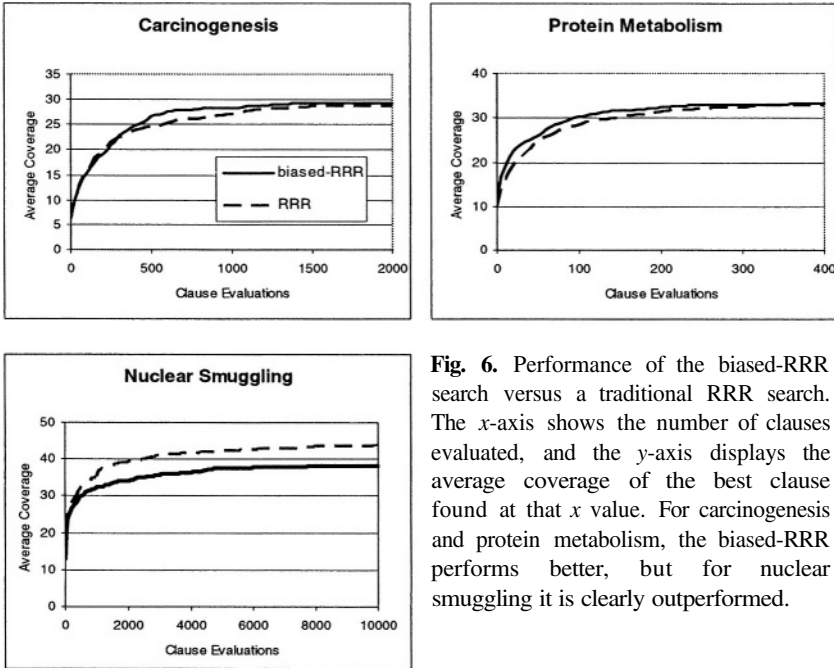 Carcinogenesis
35
30
25
20
15
10
5
0
Average Coverage
biased-RRR
RRR
0 500 1000 1500 2000
Clause Evaluations
Protein Metabolism
40
30
20
10
0
Average Coverage
0 100 200 300 400
Clause Evaluations
Nuclear Smuggling
50
40
30
20
10
0
Average Coverage
0 2000 4000 6000 8000 10000
Clause Evaluations
Fig. 6. Performance of the biased-RRR
search versus a traditional RRR search.
The x-axis shows the number of clauses
evaluated, and the y-axis displays the
average coverage of the best clause
found at that x value. For carcinogenesis
and protein metabolism, the biased-RRR
performs better, but for nuclear
smuggling it is clearly outperformed.